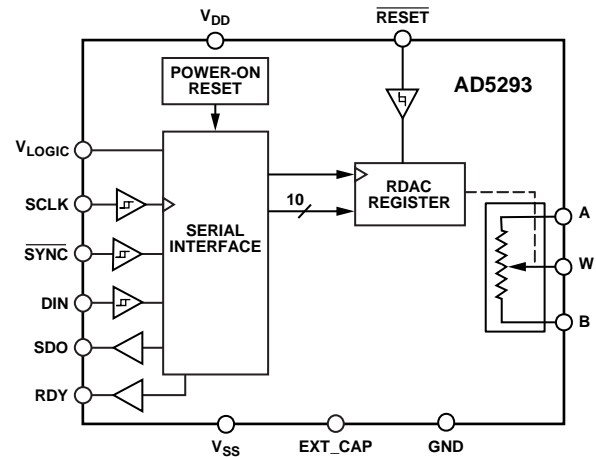 VDD
RESET
POWER-ON
RESET
AD5293
VLOGIC
SCLK
SYNC
DIN
SDO
RDY
SERIAL
INTERFACE
10
RDAC
REGISTER
A
W
B
VSS
EXT_CAP
GND